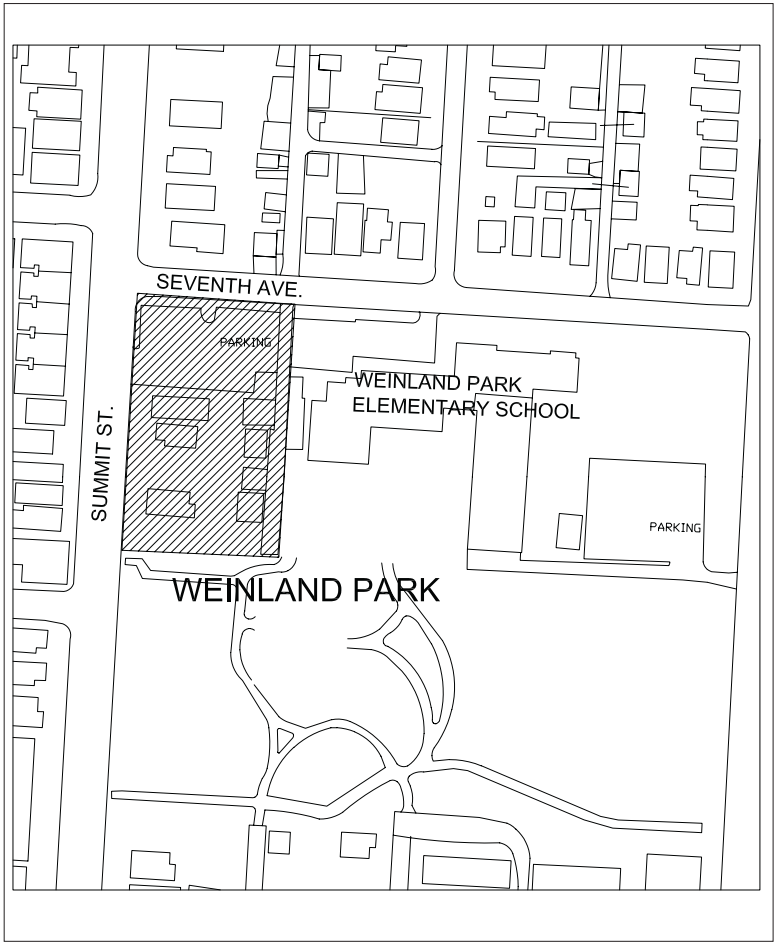 SEVENTH AVE.
PARKING
WEINLAND PARK
ELEMENTARY SCHOOL
SUMMIT ST.
PARKING
WEINLAND PARK